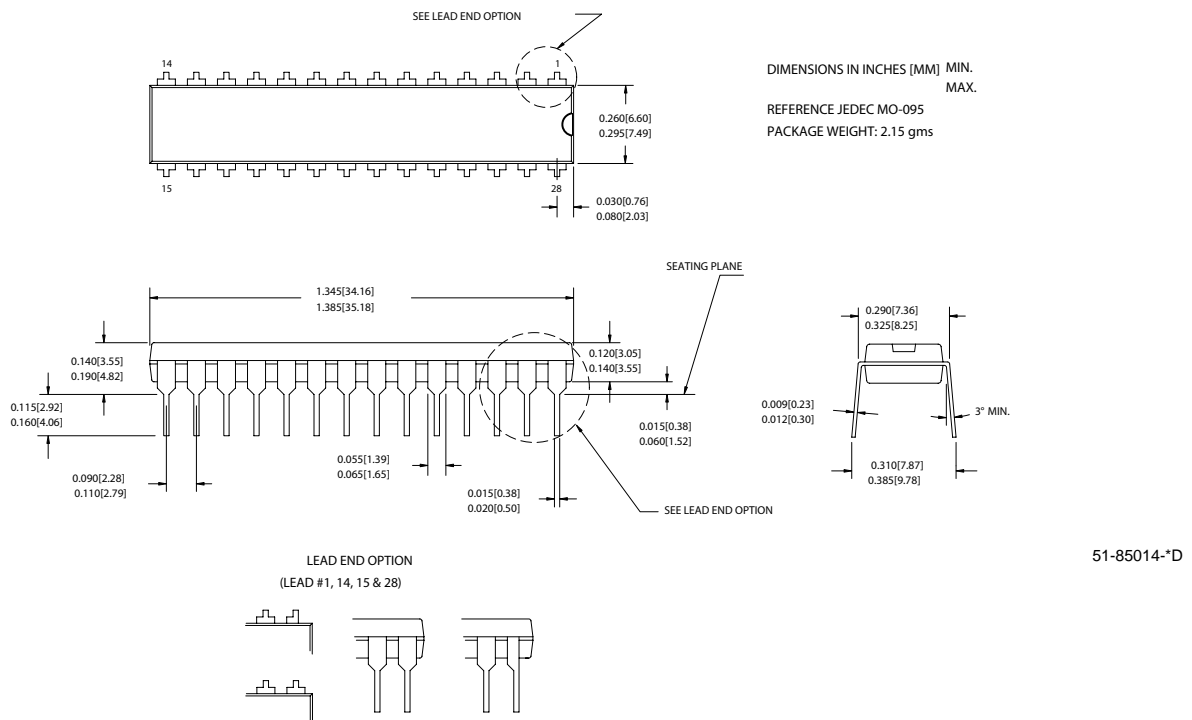 SEE LEAD END OPTION
14
1
DIMENSIONS IN INCHES [MM] MIN.
MAX.
REFERENCE JEDEC MO-095
PACKAGE WEIGHT: 2.15 gms
0.260[6.60]
0.295[7.49]
15
28
0.030[0.76]
0.080[2.03]
SEATING PLANE
1.345[34.16]
1.385[35.18]
0.290[7.36]
0.325[8.25]
0.140[3.55]
0.190[4.82]
0.120[3.05]
0.140[3.55]
0.115[2.92]
0.160[4.06]
0.009[0.23]
0.012[0.30]
3° MIN.
0.015[0.38]
0.060[1.52]
0.055[1.39]
0.065[1.65]
0.090[2.28]
0.110[2.79]
0.310[7.87]
0.385[9.78]
0.015[0.38]
0.020[0.50]
SEE LEAD END OPTION
LEAD END OPTION
(LEAD #1, 14, 15 & 28)
51-85014-*D